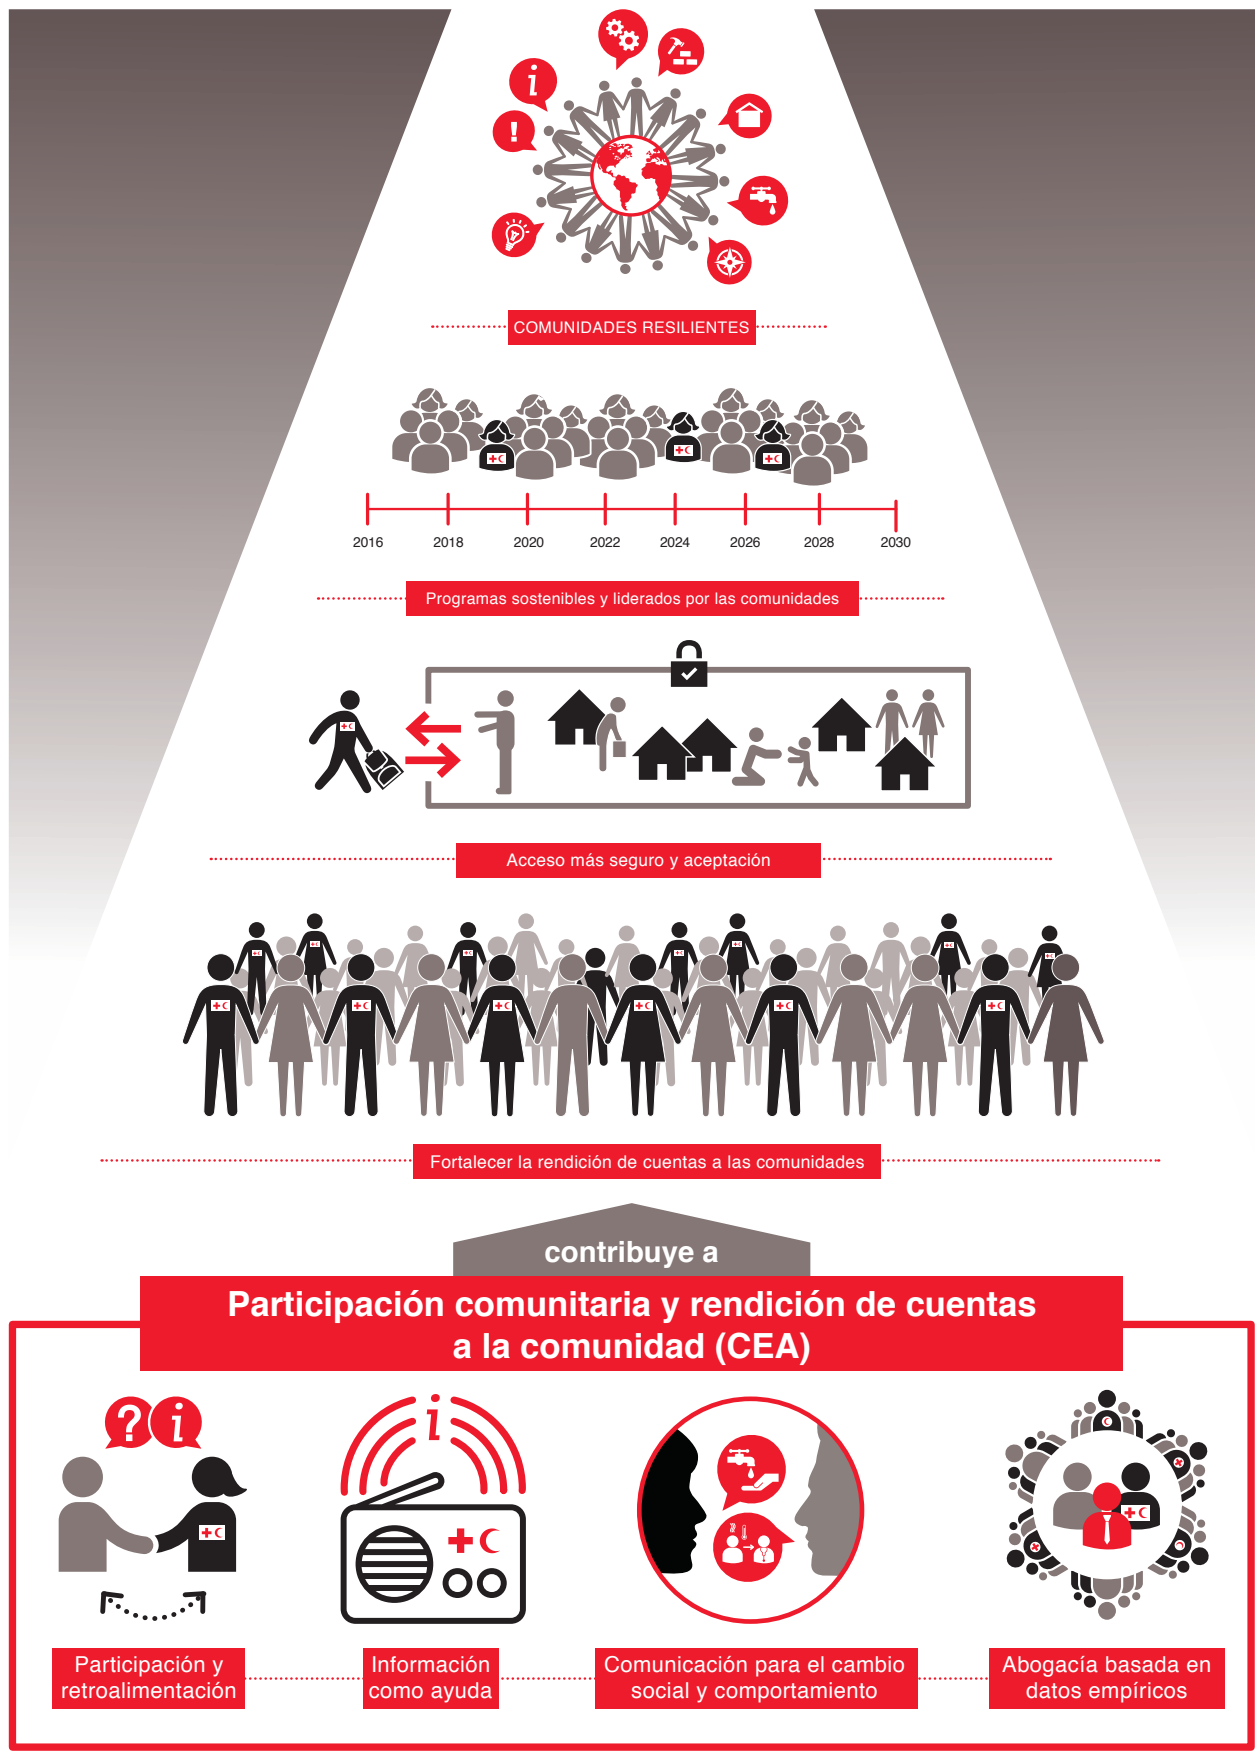 i
!
COMUNIDADES RESILIENTES
2016 2018 2020 2022 2024 2026 2028 2030
Programas sostenibles y liderados por las comunidades
Acceso más seguro y aceptación
Fortalecer la rendición de cuentas a las comunidades
contribuye a
Participación comunitaria y rendición de cuentas
a la comunidad (CEA)
? i
i
Participación y
retroalimentación
Información
como ayuda
Comunicación para el cambio
social y comportamiento
Abogacía basada en
datos empíricos